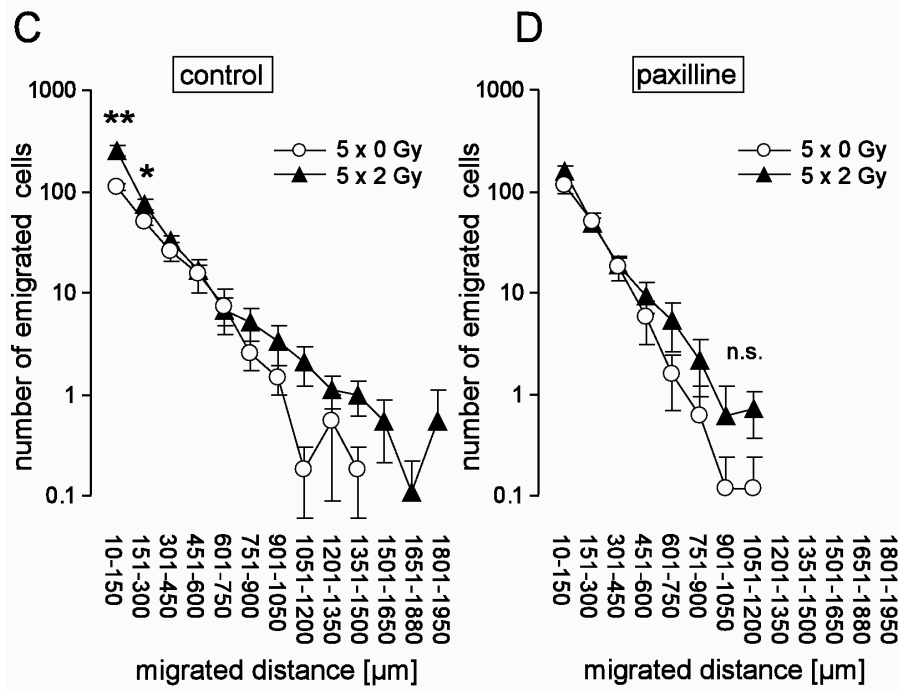 C
control
1000
100
10
1
0.1
**
*
5 x 0 Gy
5 x 2 Gy
number of emigrated cells
10-150
151-300
301-450
451-600
601-750
751-900
901-1050
1051-1200
1201-1350
1351-1500
1501-1650
1651-1880
1801-1950
migrated distance [µm]
D
paxilline
1000
100
10
1
0.1
5 x 0 Gy
5 x 2 Gy
n.s.
number of emigrated cells
10-150
151-300
301-450
451-600
601-750
751-900
901-1050
1051-1200
1201-1350
1351-1500
1501-1650
1651-1880
1801-1950
migrated distance [µm]